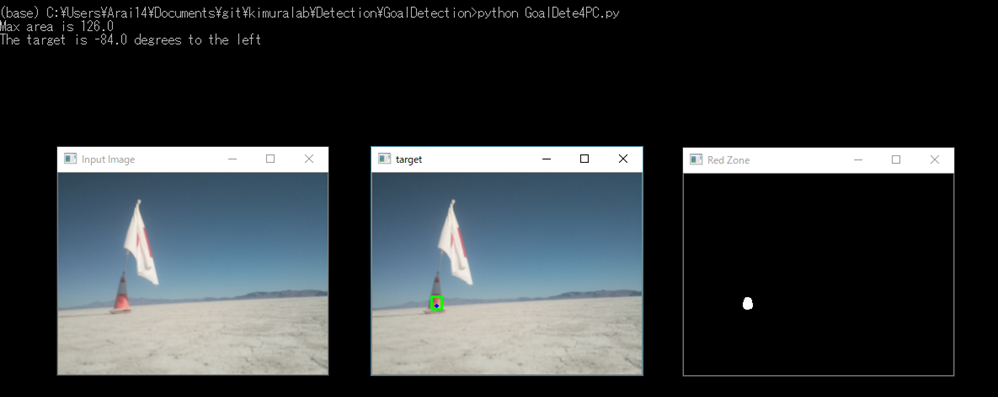 (base) C:¥Users¥Arai14¥Documents¥git¥kimuralab¥Detection¥GoalDetection>python GoalDete4PC.py
Max area is 126.0
The target is -84.0 degrees to the left
Input Image
target
Red Zone